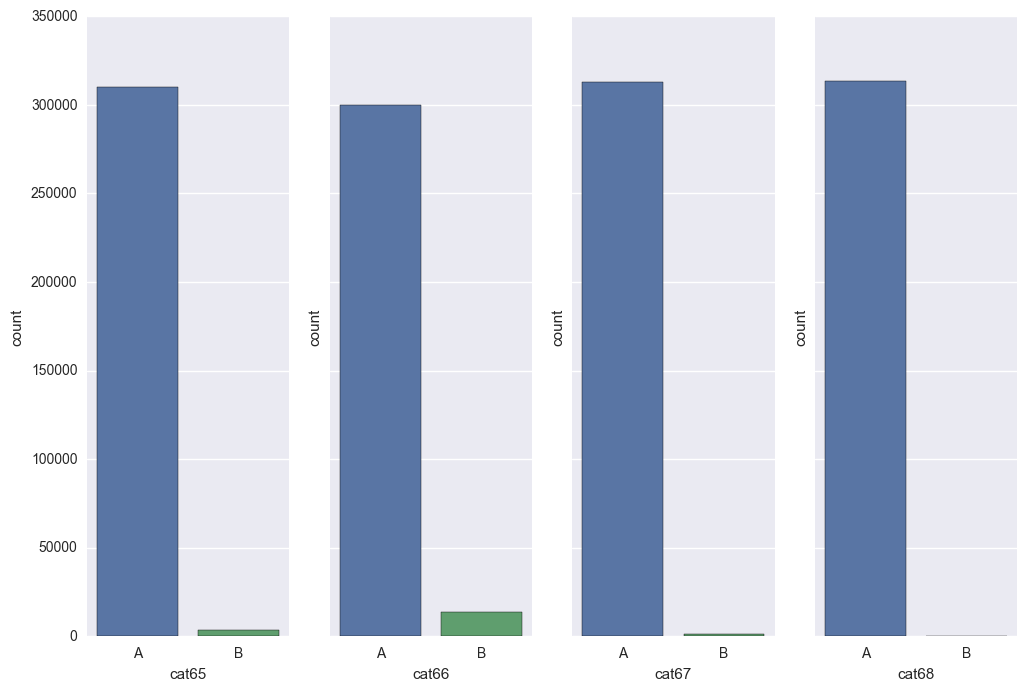 350000
300000
250000
200000
150000
100000
50000
0
count
count
count
count
A B
A B
A B
A B
cat65
cat66
cat67
cat68